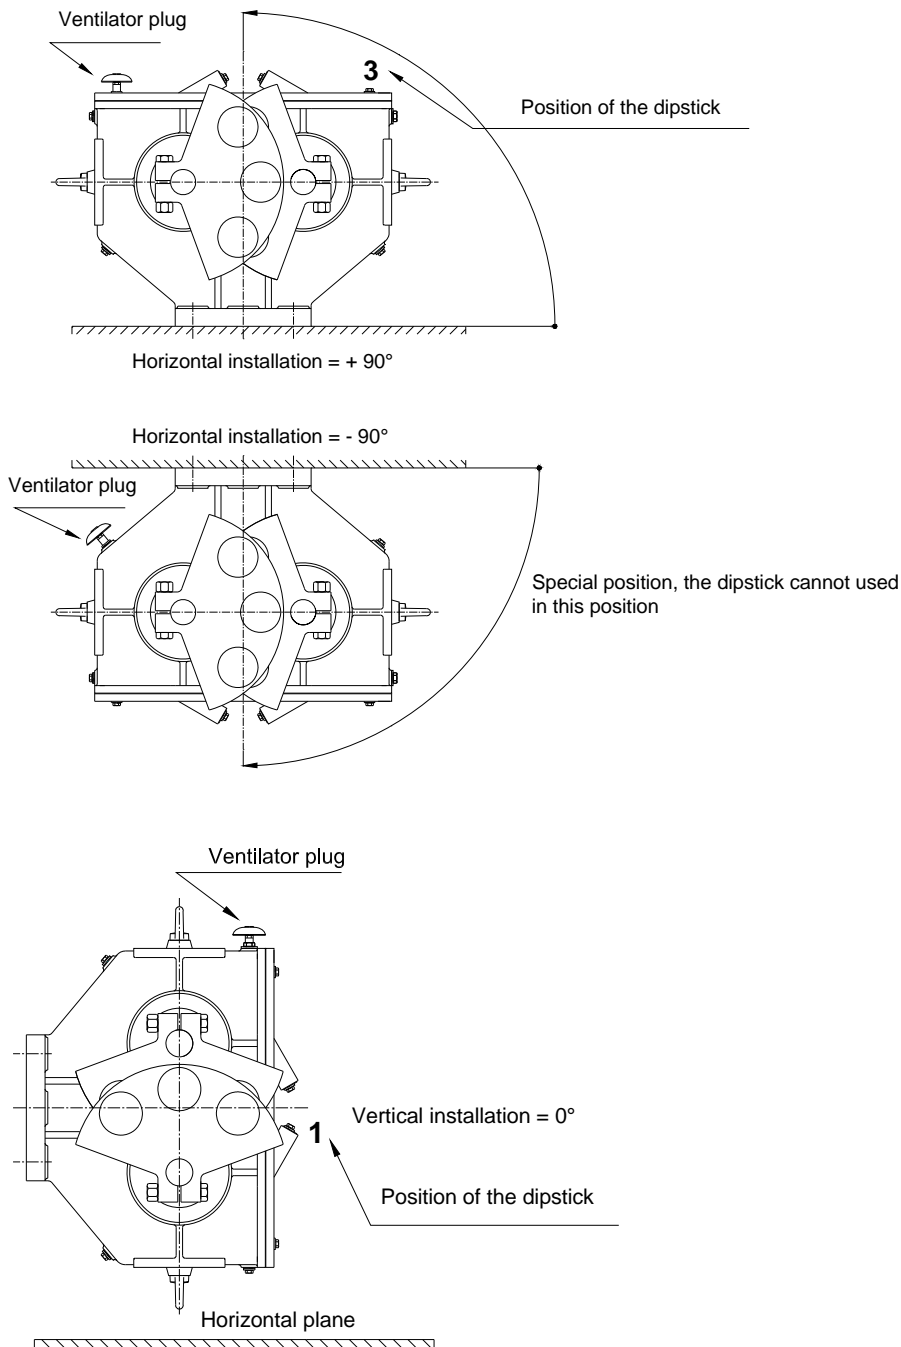 Ventilator plug
3
Position of the dipstick
Horizontal installation = + 90°
Horizontal installation = - 90°
Ventilator plug
Special position, the dipstick cannot used
in this position
Ventilator plug
Vertical installation = 0°
1
Position of the dipstick
Horizontal plane